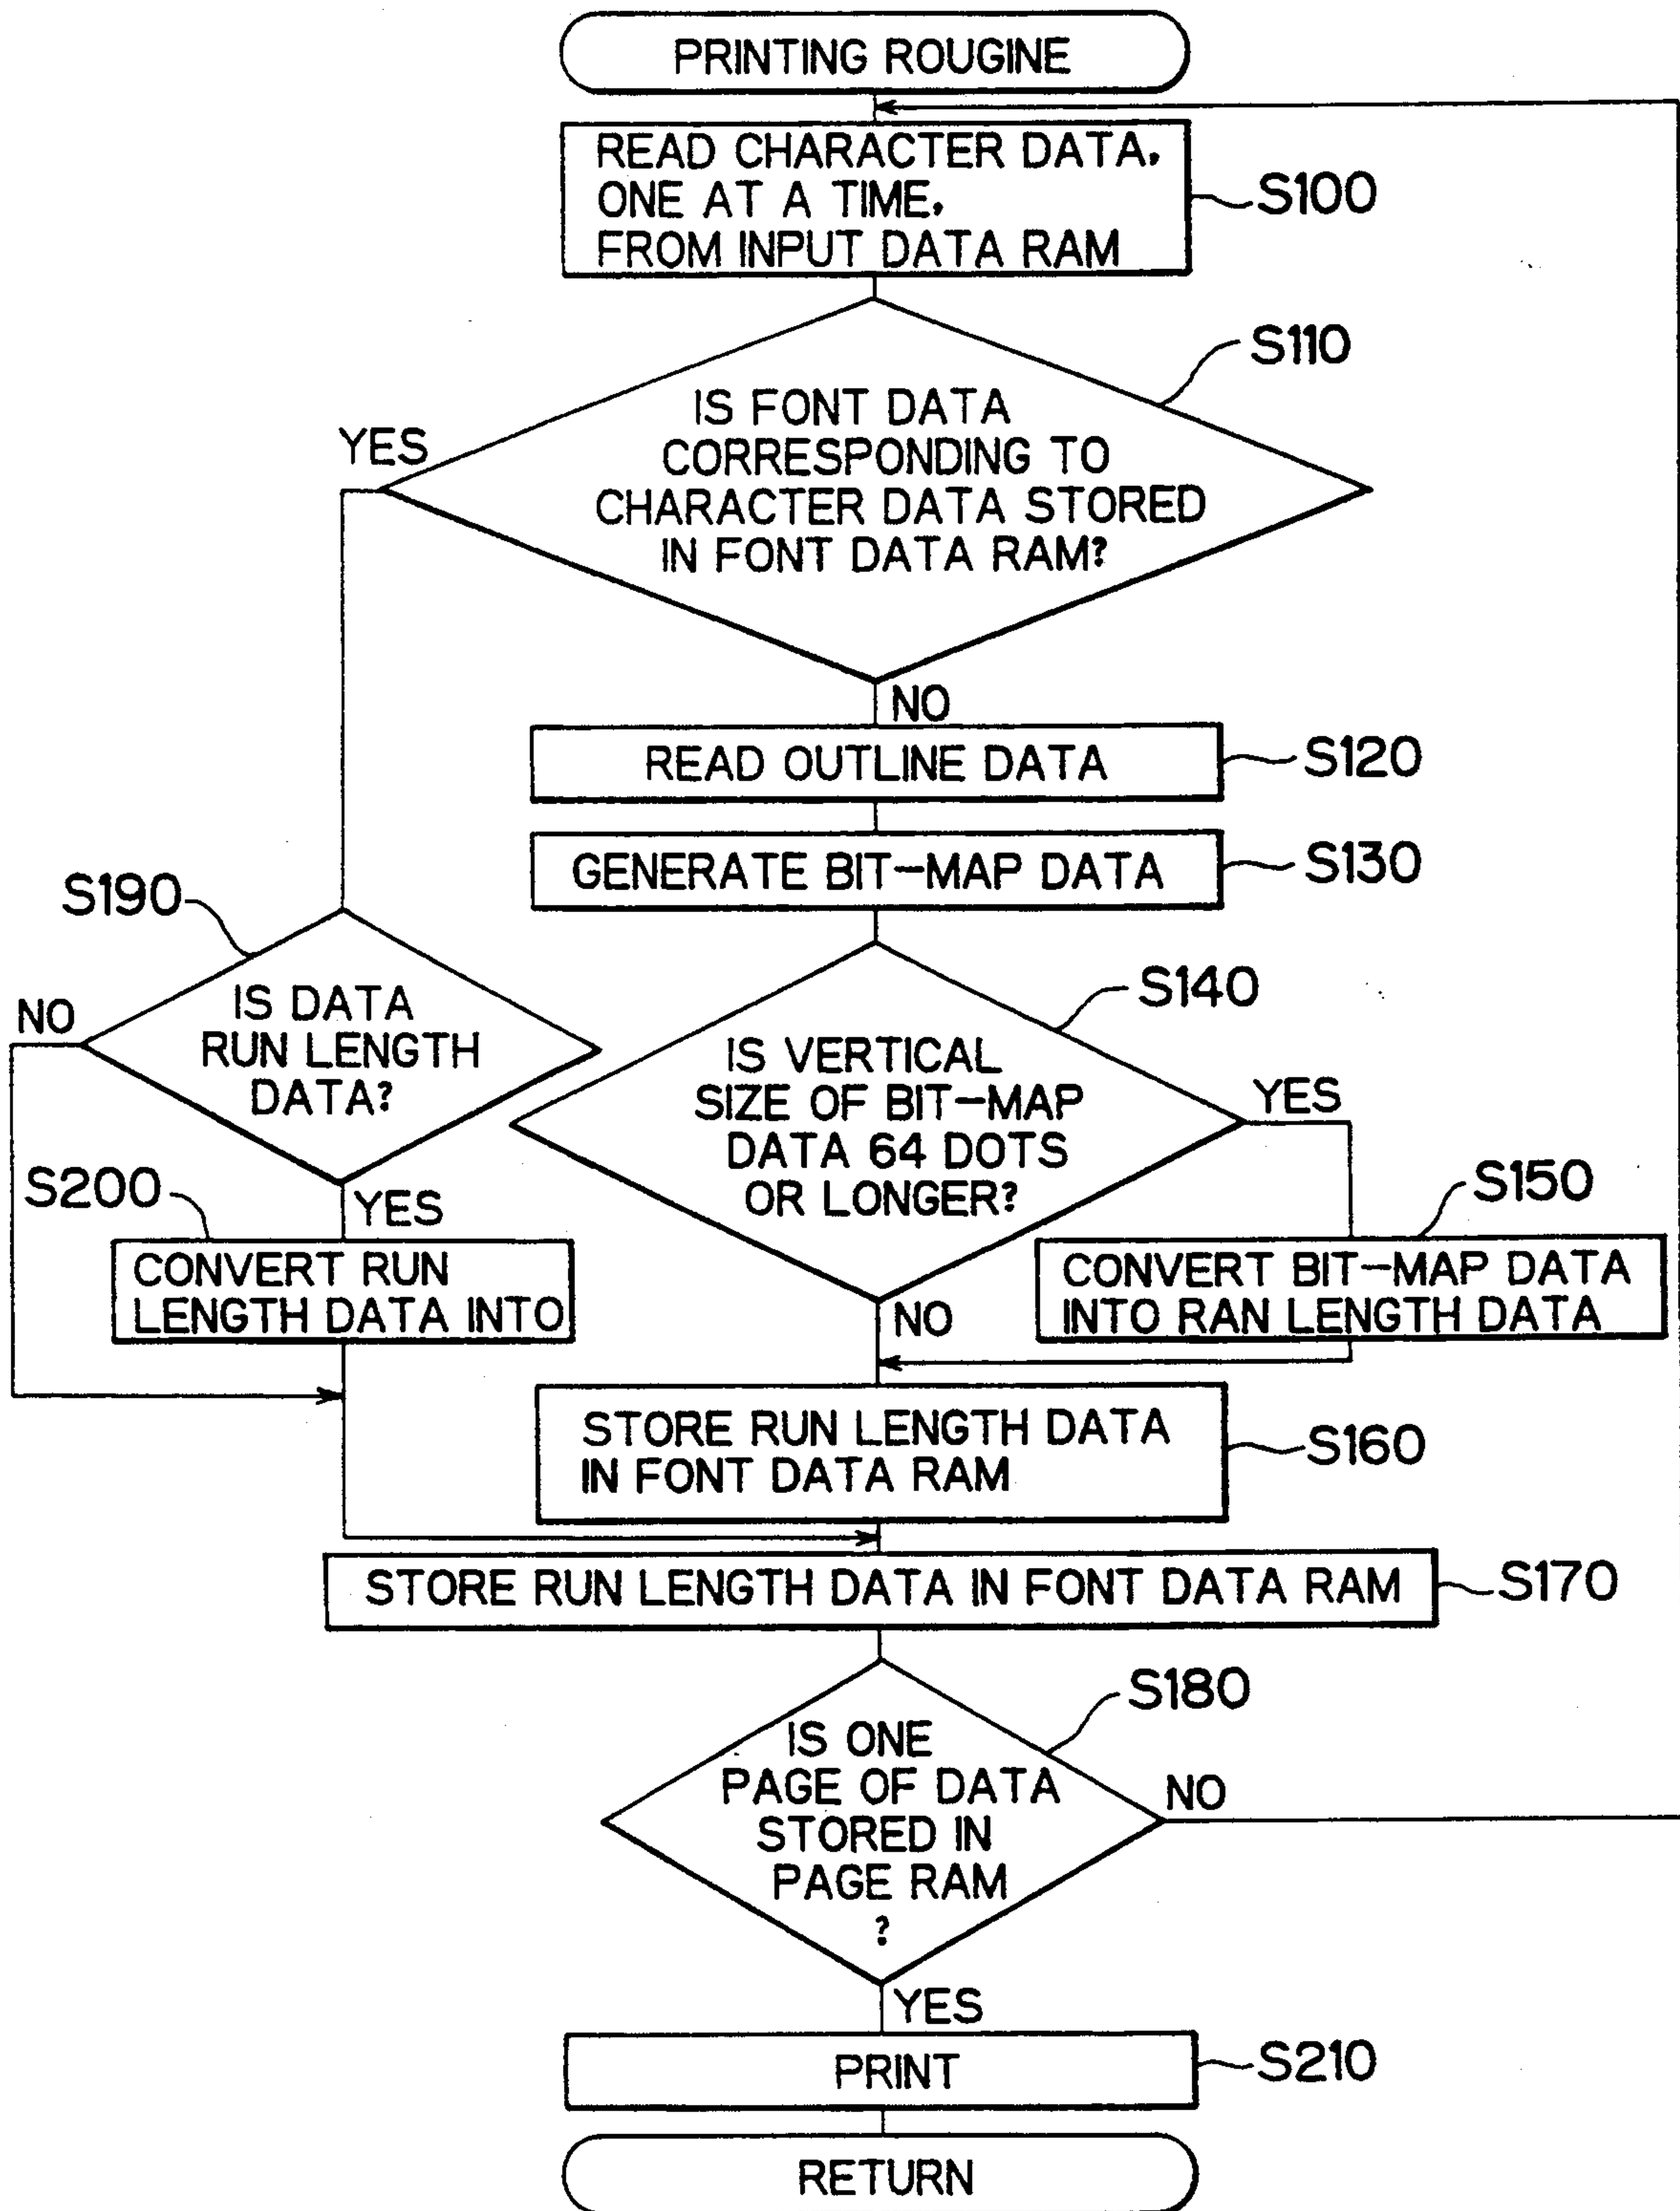 PRINTING ROUGINE
READ CHARACTER DATA,
ONE AT A TIME,
FROM INPUT DATA RAM
S100
S110
IS FONT DATA
CORRESPONDING TO
CHARACTER DATA STORED
IN FONT DATA RAM?
YES
NO
READ OUTLINE DATA
S120
GENERATE BIT-MAP DATA
S130
S190
IS DATA
RUN LENGTH
DATA?
NO
YES
S140
IS VERTICAL
SIZE OF BIT-MAP
DATA 64 DOTS
OR LONGER?
YES
NO
S200
CONVERT RUN
LENGTH DATA INTO
S150
CONVERT BIT-MAP DATA
INTO RAN LENGTH DATA
STORE RUN LENGTH DATA
IN FONT DATA RAM
S160
STORE RUN LENGTH DATA IN FONT DATA RAM
S170
S180
IS ONE
PAGE OF DATA
STORED IN
PAGE RAM
?
NO
YES
PRINT
S210
RETURN